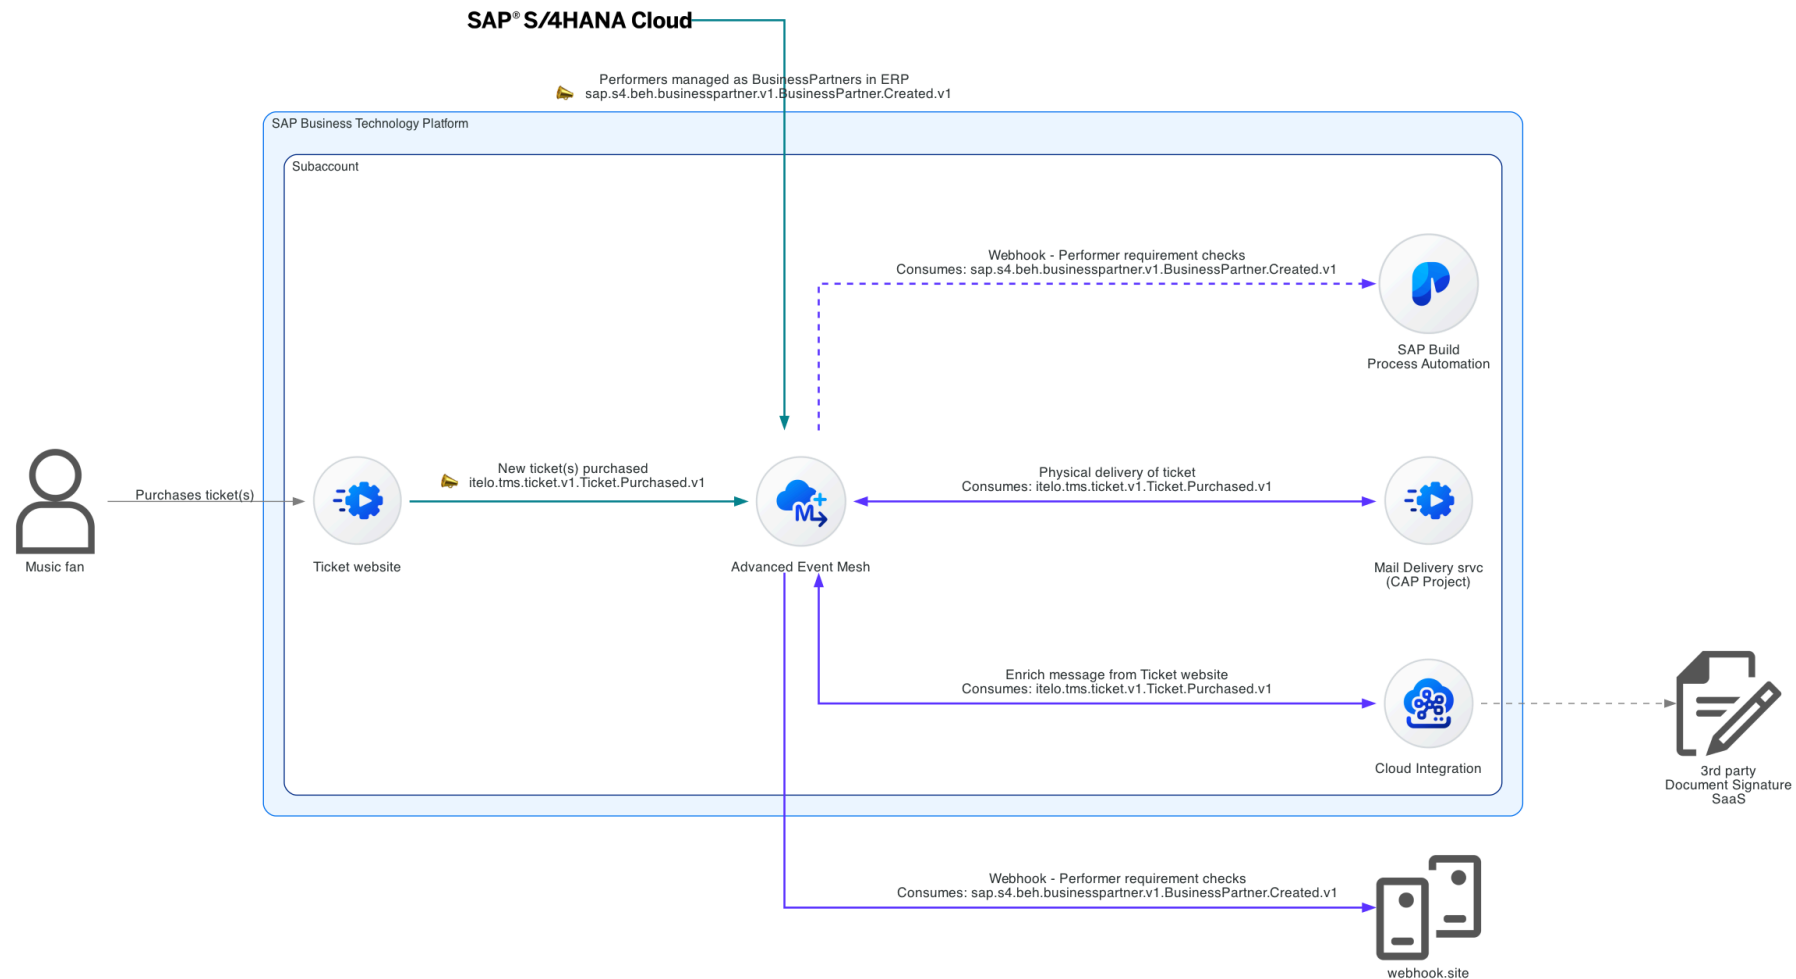 SAP® S/4HANA Cloud
Performers managed as BusinessPartners in ERP
sap.s4.beh.businesspartner.v1.BusinessPartner.Created.v1
SAP Business Technology Platform
Subaccount
Webhook - Performer requirement checks
Consumes: sap.s4.beh.businesspartner.v1.BusinessPartner.Created.v1
SAP Build
Process Automation
Purchases ticket(s)
Music fan
Ticket website
New ticket(s) purchased
itelo.tms.ticket.v1.Ticket.Purchased.v1
M
Advanced Event Mesh
Physical delivery of ticket
Consumes: itelo.tms.ticket.v1.Ticket.Purchased.v1
Mail Delivery srvc
(CAP Project)
Enrich message from Ticket website
Consumes: itelo.tms.ticket.v1.Ticket.Purchased.v1
Cloud Integration
3rd party
Document Signature
SaaS
Webhook - Performer requirement checks
Consumes: sap.s4.beh.businesspartner.v1.BusinessPartner.Created.v1
webhook.site